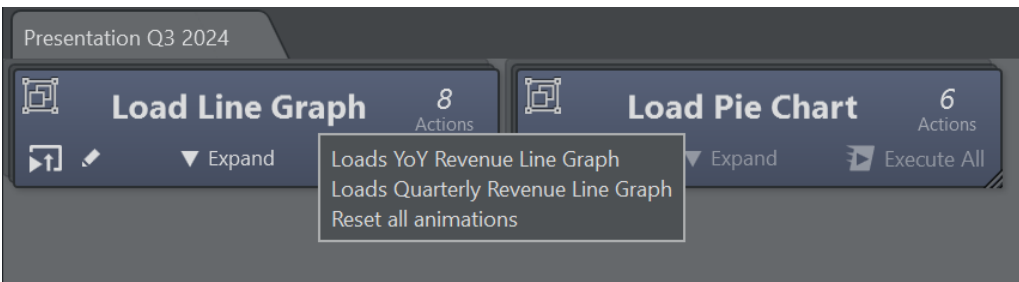 Presentation Q3 2024
Load Line Graph
8
Actions
Expand
Load Pie Chart
6
Actions
Expand
Execute All
Loads YoY Revenue Line Graph
Loads Quarterly Revenue Line Graph
Reset all animations